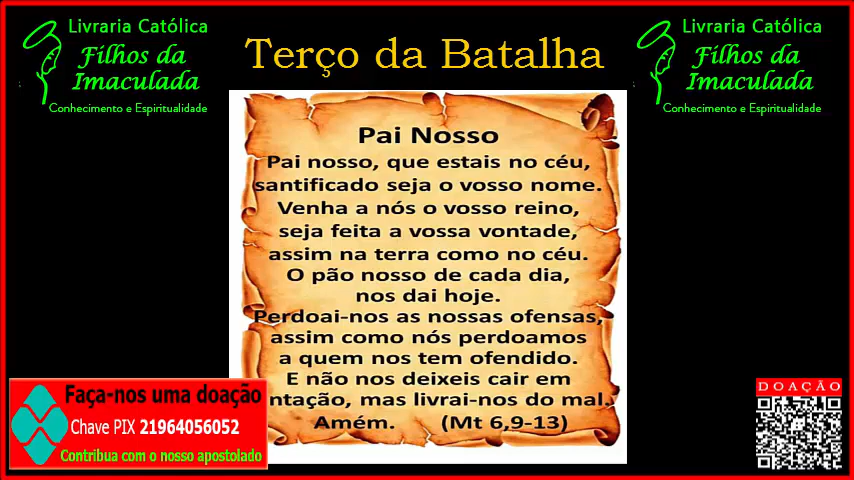 Livraria Católica
Filhos da
Imaculada
Conhecimento e Espiritualidade
Terço da Batalha
Livraria Católica
Filhos da
Imaculada
Conhecimento e Espiritualidade
Pai Nosso
Pai nosso, que estais no céu,
santificado seja o vosso nome.
Venha a nós o vosso reino,
seja feita a vossa vontade,
assim na terra como no céu.
O pão nosso de cada dia,
nos dai hoje.
Perdoai-nos as nossas ofensas,
assim como nós perdoamos
a quem nos tem ofendido.
E não nos deixeis cair em
ntação, mas livrai-nos do mal.
Amém. (Mt 6,9-13)
Faça-nos uma doação
Chave PIX 21964056052
Contribua com o nosso apostolado
DOAÇÃO